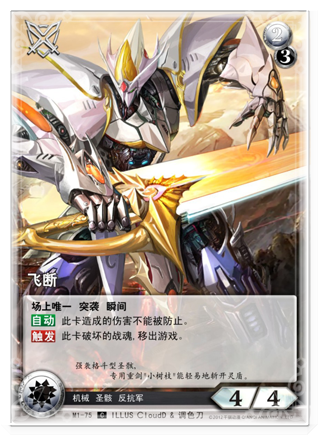 2
3
飞断
场上唯一 突袭 瞬间
自动 此卡造成的伤害不能被防止。
触发 此卡破坏的战魂,移出游戏。
强袭格斗型圣骸,
专用重剑“小树枝”能轻易地斩开灵盾。
机械 圣骸 反抗军
4 / 4
M1-75 C ILLUS CloudD & 调色刀